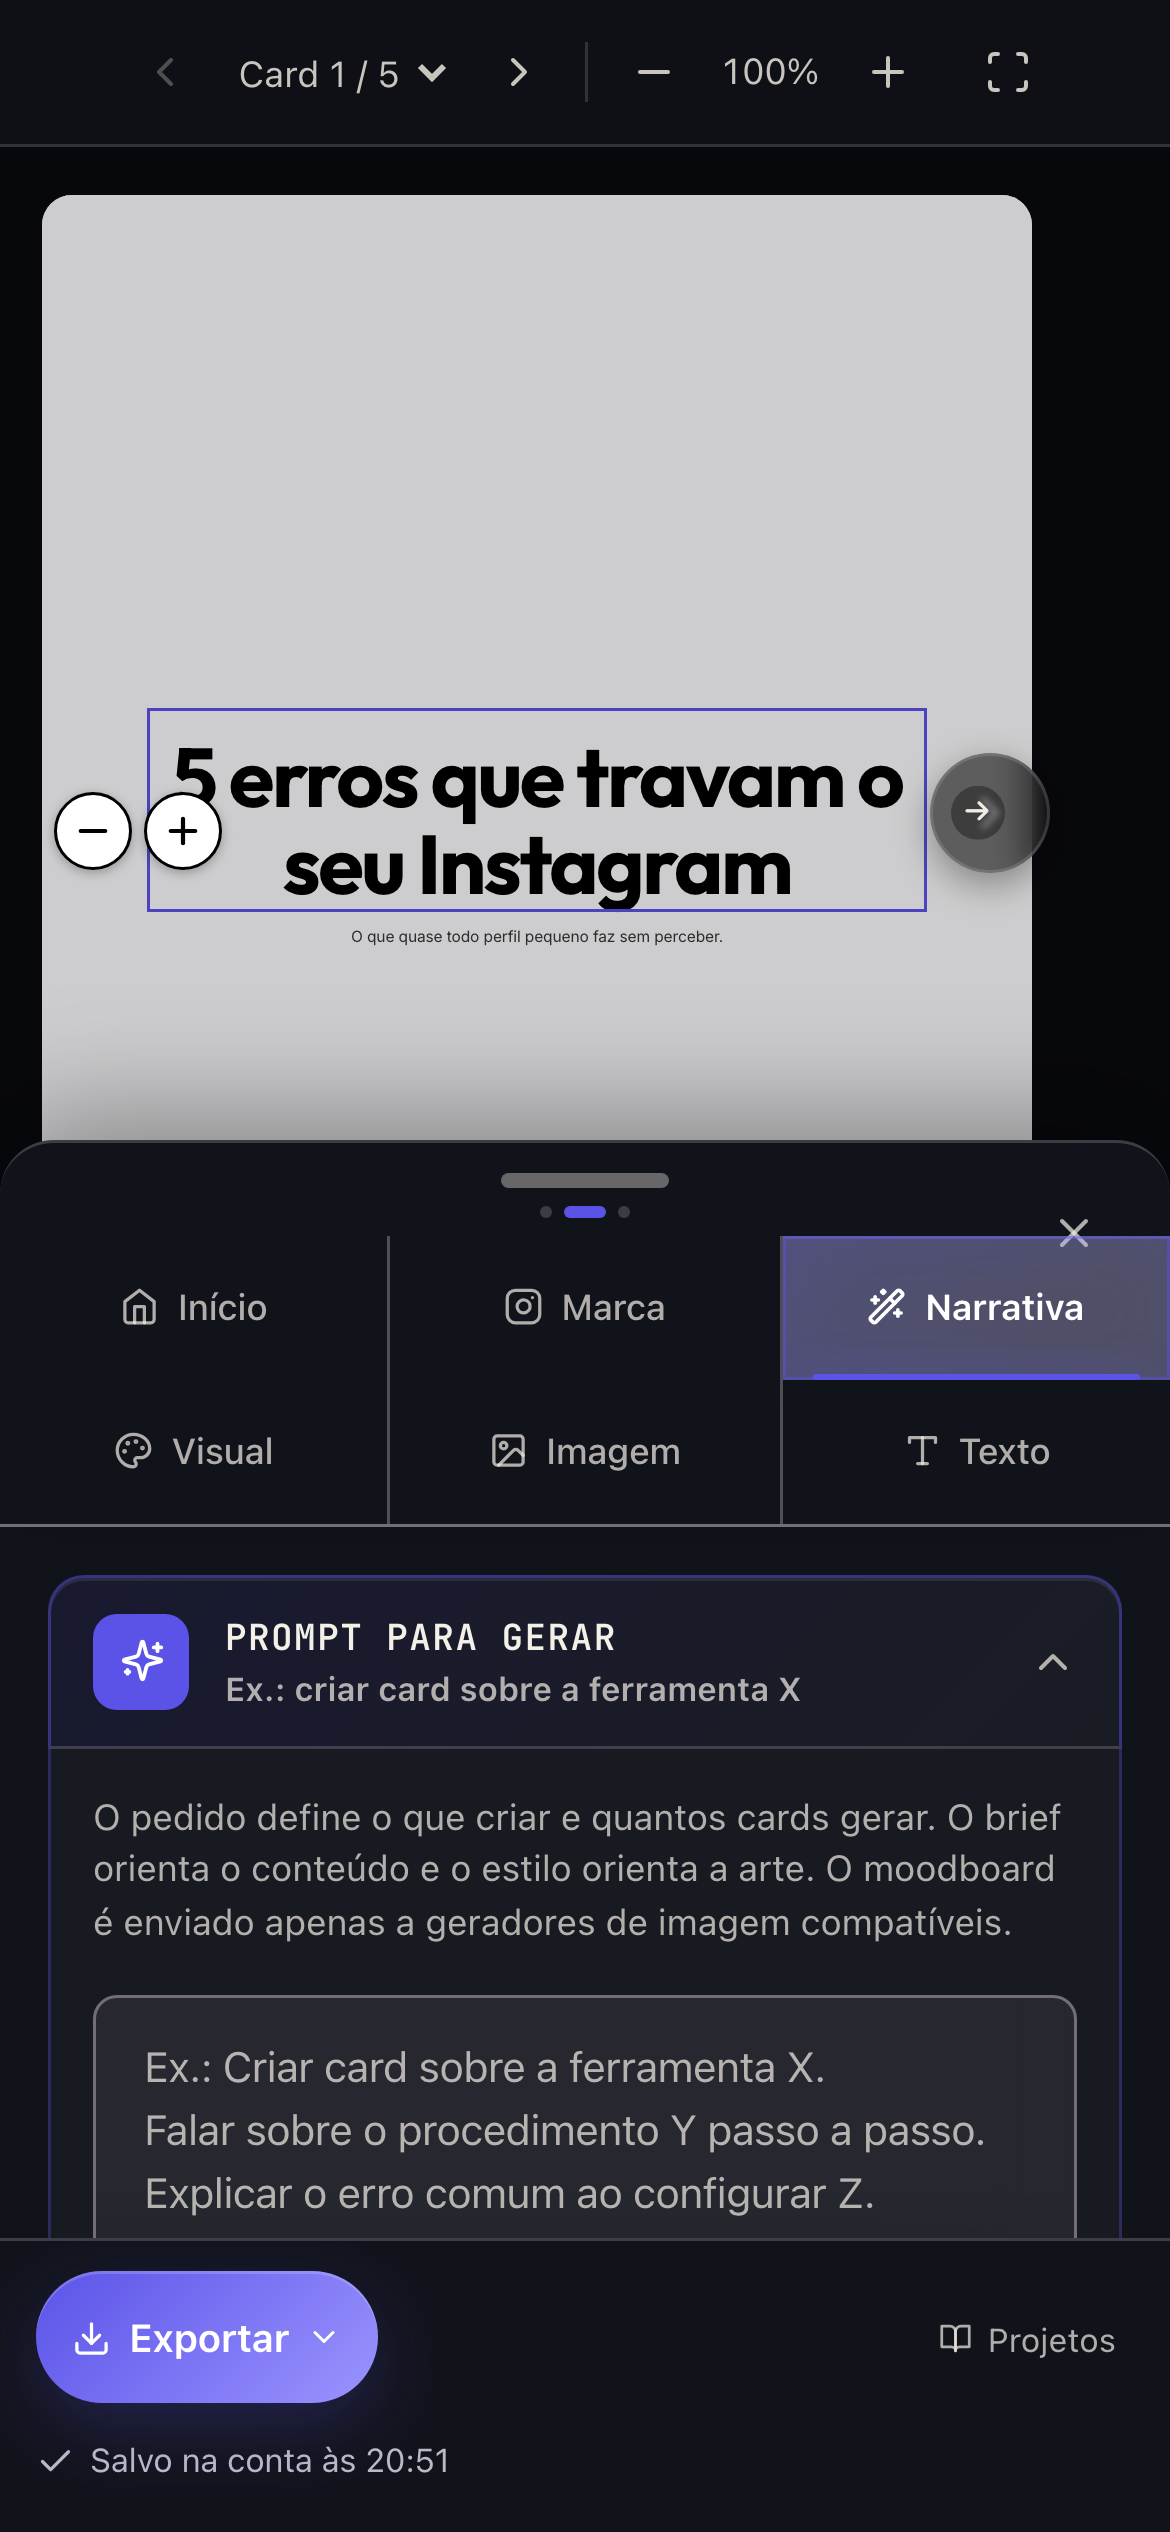 Card 1 / 5
100%
5 erros que travam o
seu Instagram
O que quase todo perfil pequeno faz sem perceber.
Início
Marca
Narrativa
Visual
Imagem
Texto
PROMPT PARA GERAR
Ex.: criar card sobre a ferramenta X
O pedido define o que criar e quantos cards gerar. O brief
orienta o conteúdo e o estilo orienta a arte. O moodboard
é enviado apenas a geradores de imagem compatíveis.
Ex.: Criar card sobre a ferramenta X.
Falar sobre o procedimento Y passo a passo.
Explicar o erro comum ao configurar Z.
Exportar
Projetos
Salvo na conta às 20:51